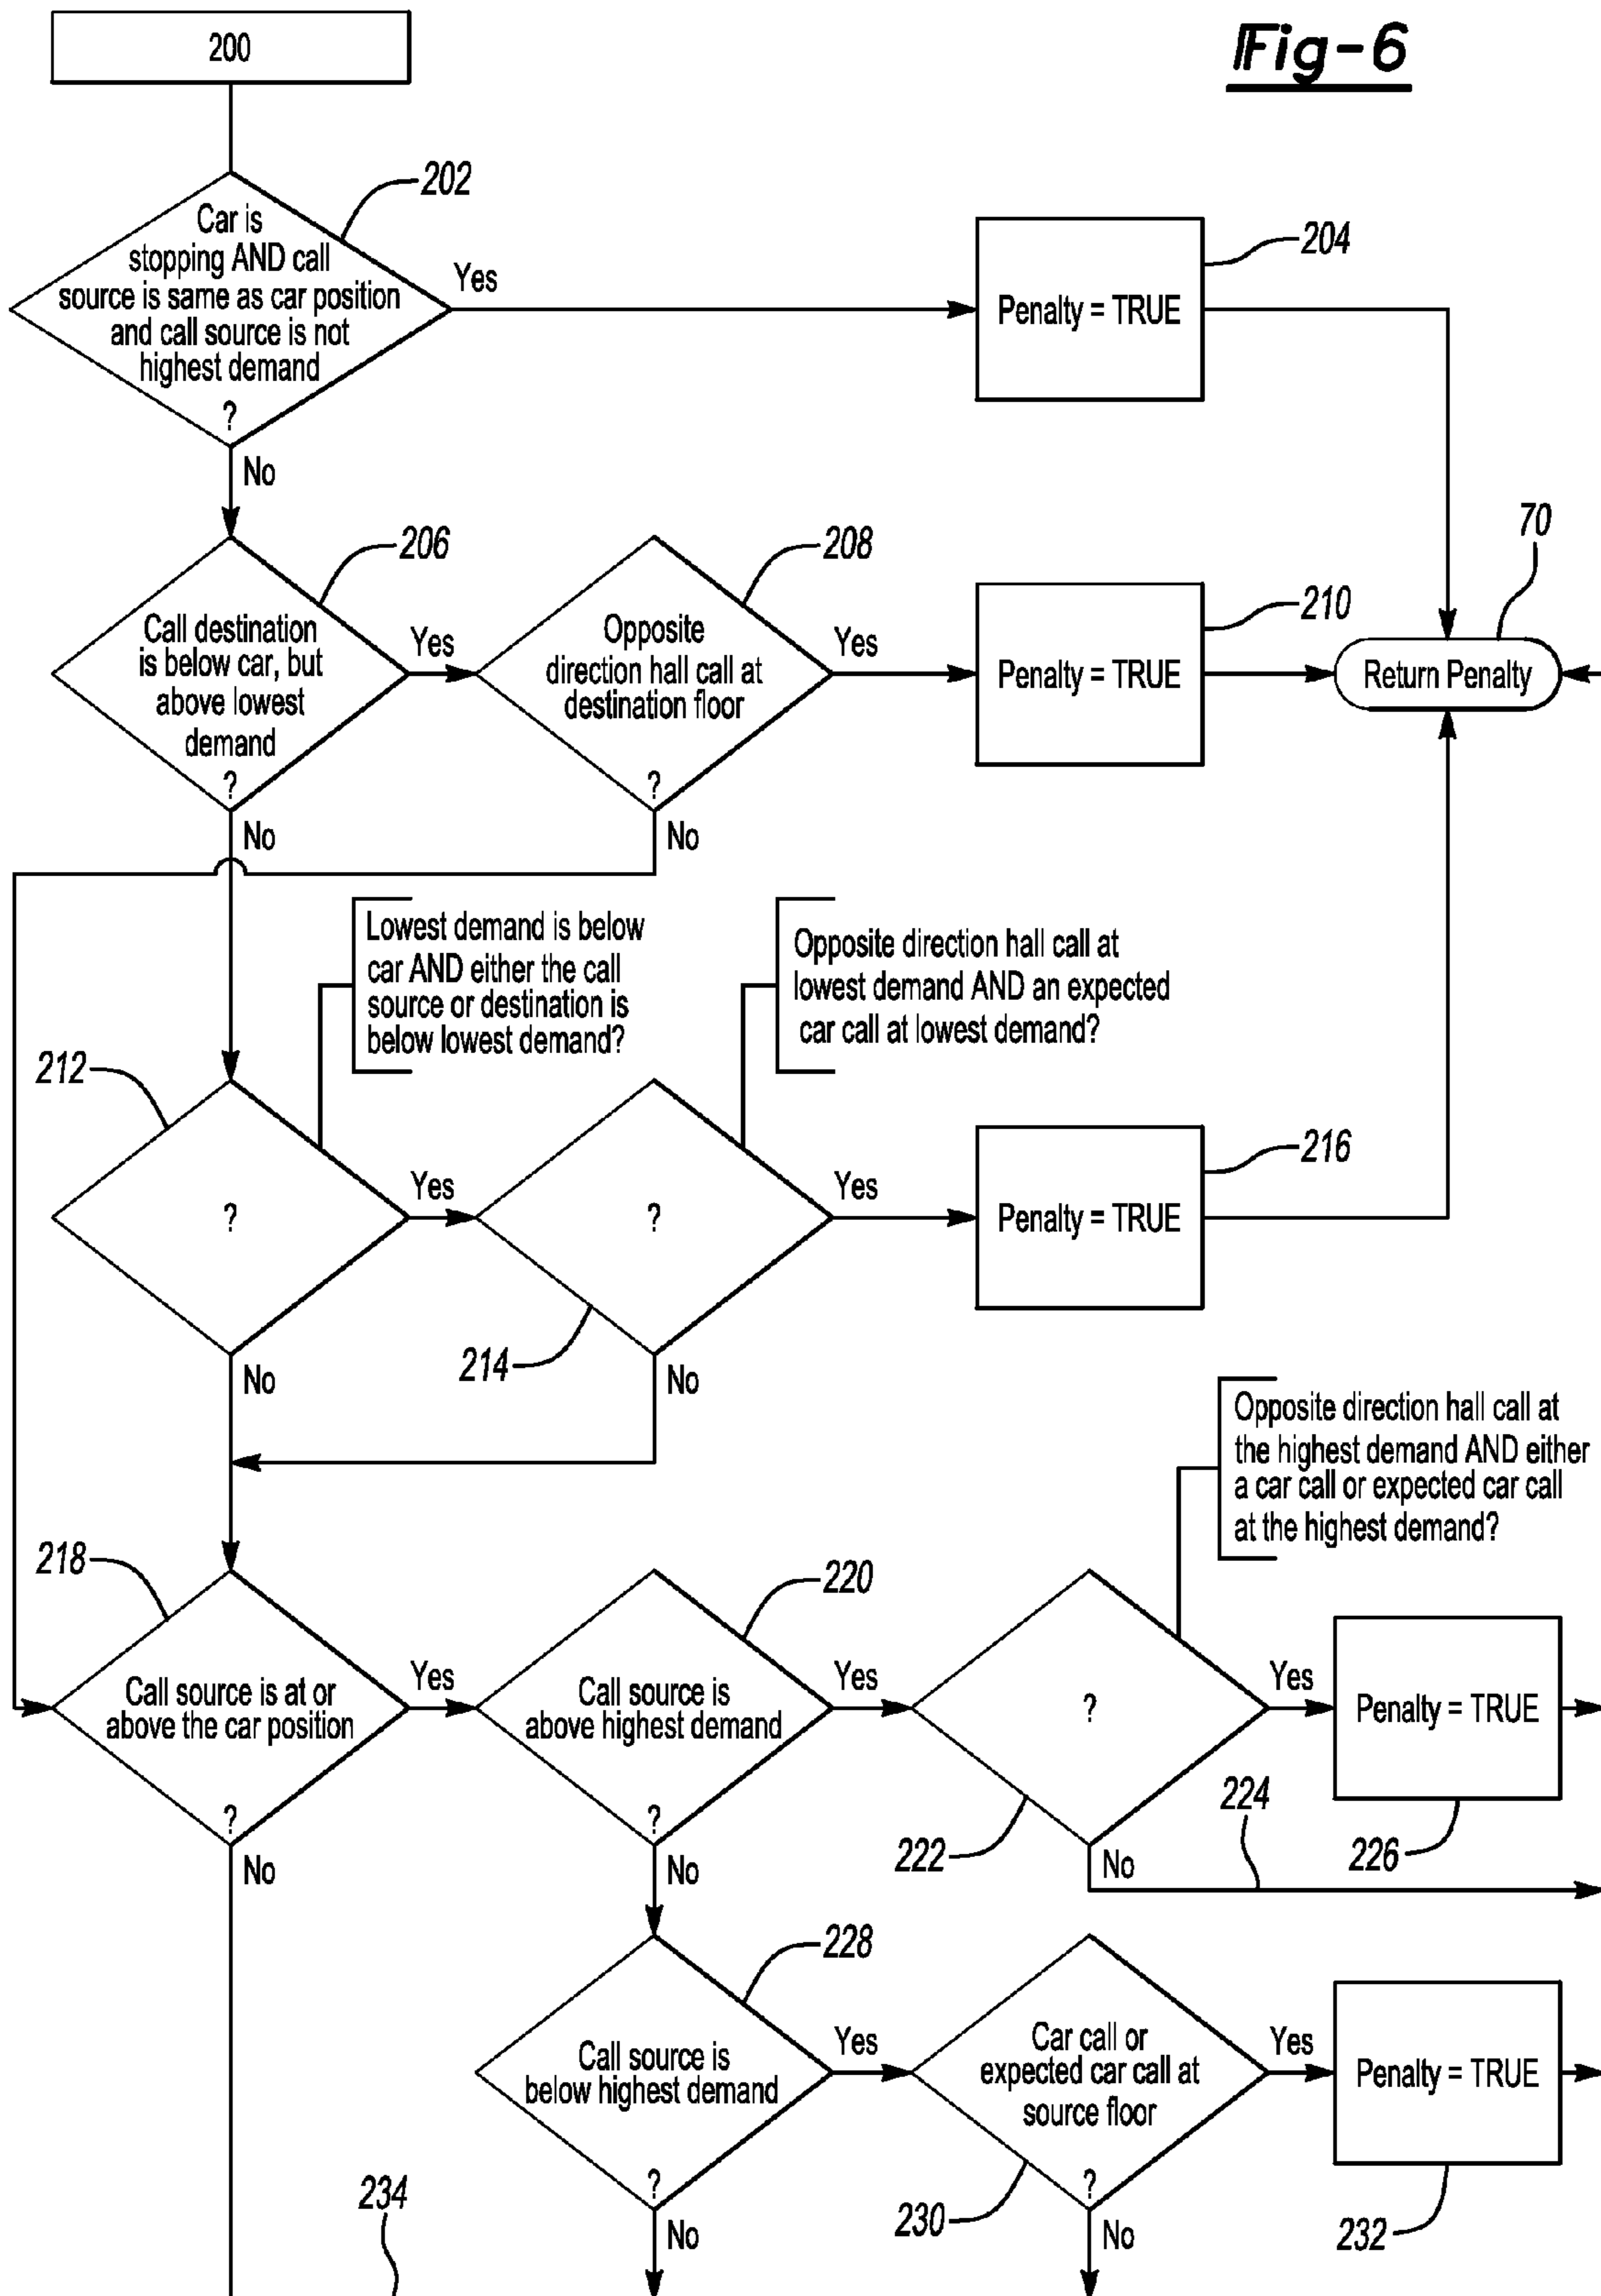 Fig-6
200
202
Car is
stopping AND call
source is same as car position
and call source is not
highest demand
?
Yes
No
Penalty = TRUE
204
206
Call destination
is below car, but
above lowest
demand
?
Yes
No
208
Opposite
direction hall call at
destination floor
?
Yes
No
210
Penalty = TRUE
70
Return Penalty
Lowest demand is below
car AND either the call
source or destination is
below lowest demand?
Opposite direction hall call at
lowest demand AND an expected
car call at lowest demand?
212
?
Yes
No
214
?
Yes
No
216
Penalty = TRUE
Opposite direction hall call at
the highest demand AND either
a car call or expected car call
at the highest demand?
218
Call source is at or
above the car position
?
Yes
No
220
Call source is
above highest demand
?
Yes
No
222
?
Yes
No
224
Penalty = TRUE
226
228
Call source is
below highest demand
?
Yes
No
230
Car call or
expected car call at
source floor
?
Yes
No
Penalty = TRUE
232
234